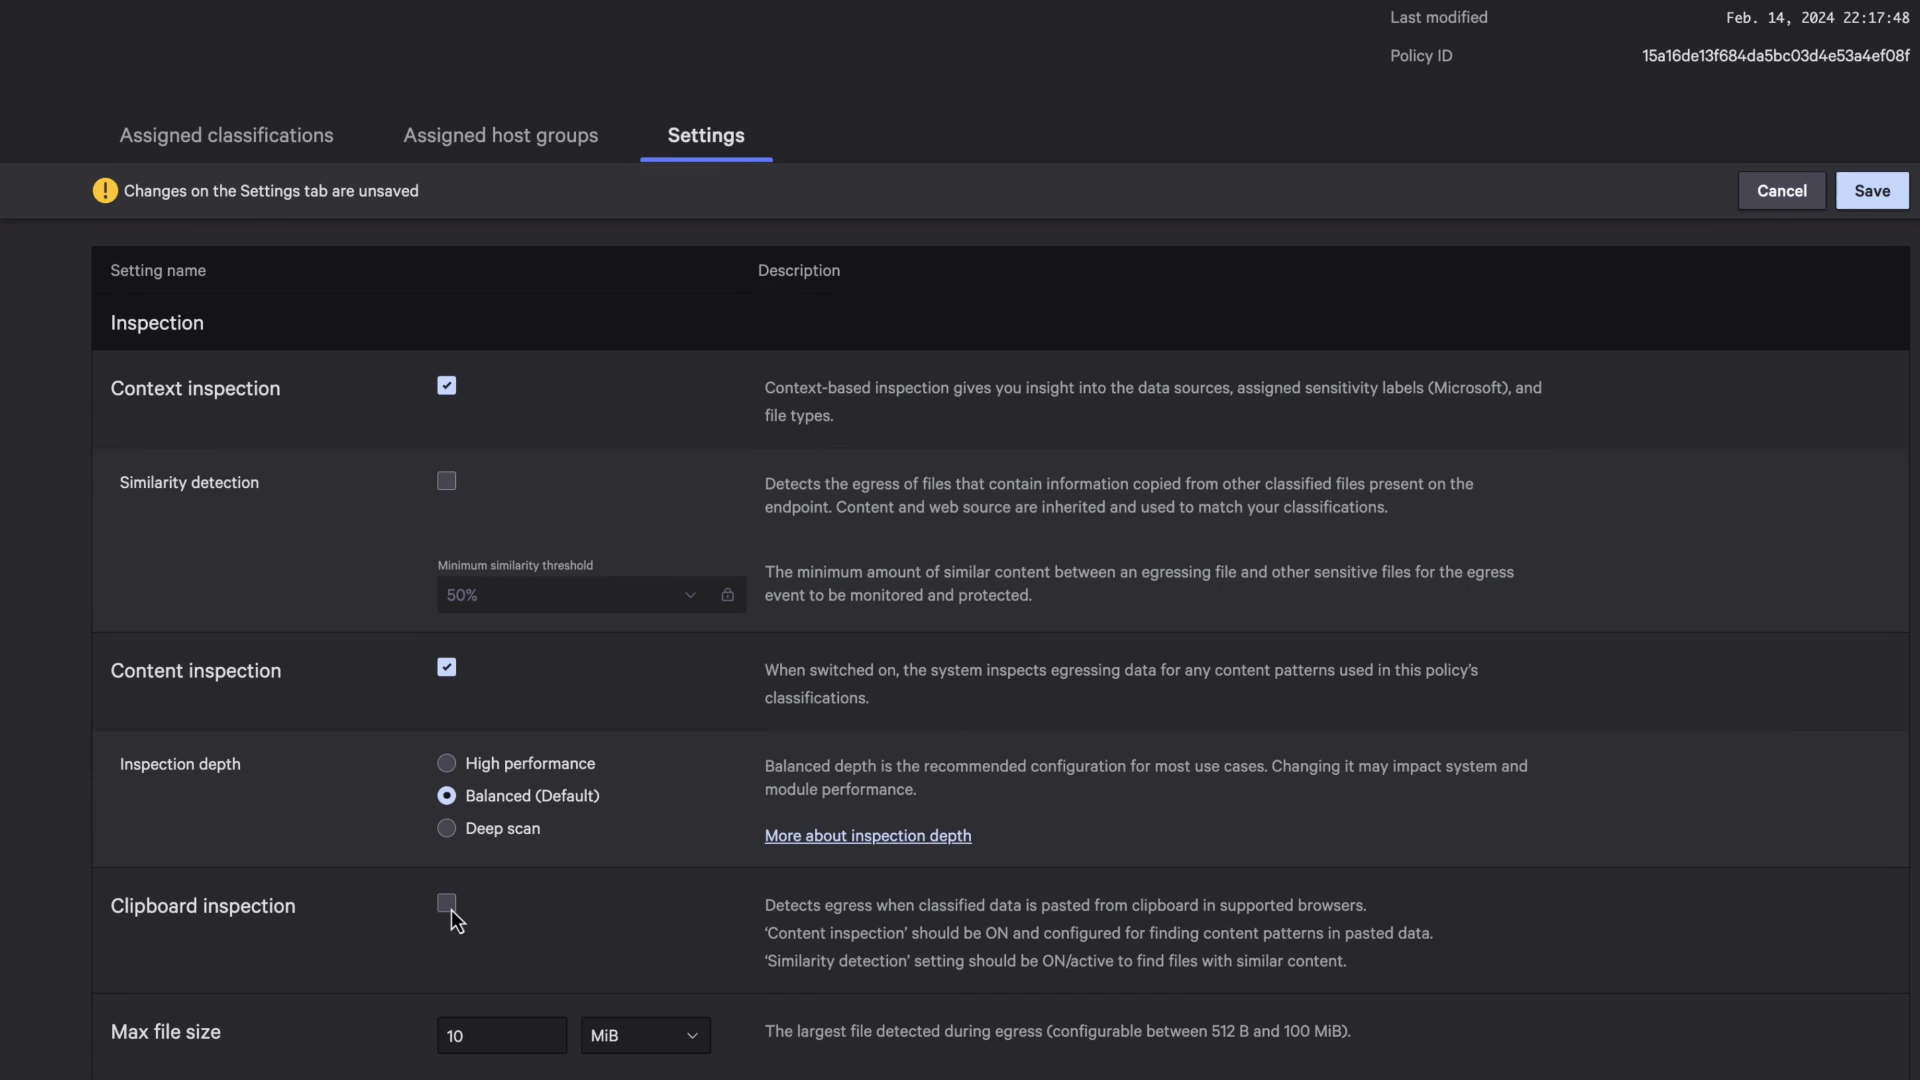 Last modified Feb. 14, 2024 22:17:48
Policy ID 15a16de13f684da5bc03d4e53a4ef08f
Assigned classifications Assigned host groups Settings
! Changes on the Settings tab are unsaved Cancel Save
Setting name Description
Inspection
Context inspection
Context-based inspection gives you insight into the data sources, assigned sensitivity labels (Microsoft), and
file types.
Similarity detection
Detects the egress of files that contain information copied from other classified files present on the
endpoint. Content and web source are inherited and used to match your classifications.
Minimum similarity threshold
50%
The minimum amount of similar content between an egressing file and other sensitive files for the egress
event to be monitored and protected.
Content inspection
When switched on, the system inspects egressing data for any content patterns used in this policy’s
classifications.
Inspection depth
High performance
Balanced (Default)
Deep scan
Balanced depth is the recommended configuration for most use cases. Changing it may impact system and
module performance.
More about inspection depth
Clipboard inspection
Detects egress when classified data is pasted from clipboard in supported browsers.
‘Content inspection’ should be ON and configured for finding content patterns in pasted data.
‘Similarity detection’ setting should be ON/active to find files with similar content.
Max file size 10 MiB The largest file detected during egress (configurable between 512 B and 100 MiB).